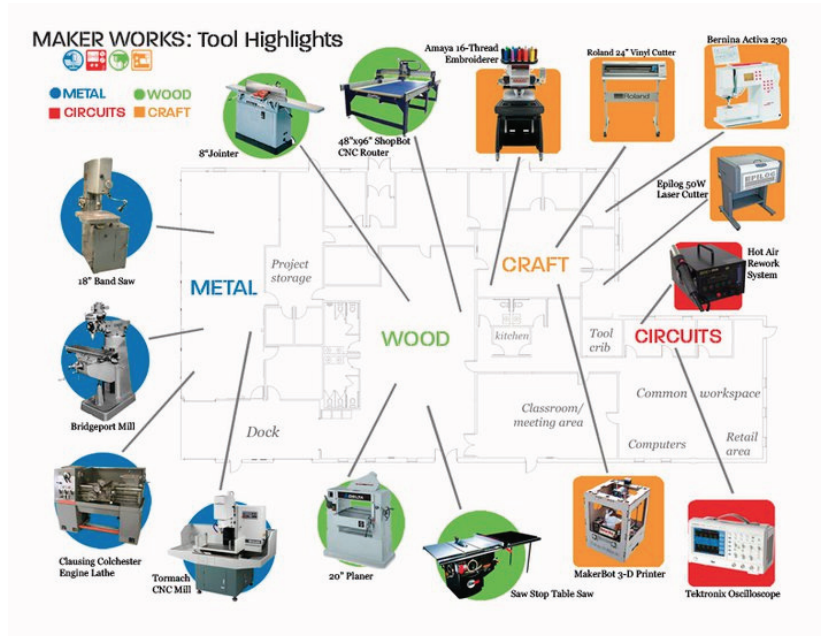 MAKER WORKS: Tool Highlights
METAL
WOOD
CIRCUITS
CRAFT
8"Jointer
48"x96" ShopBot
CNC Router
Amaya 16-Thread
Embroiderer
Roland 24" Vinyl Cutter
Roland
Bernina Activa 230
Epilog 50W
Laser Cutter
EPILOG
Hot Air
Rework
System
18" Band Saw
Project
storage
METAL
CRAFT
WOOD
kitchen
Tool
crib
CIRCUITS
Bridgeport Mill
Common workspace
Classroom/
meeting area
Dock
Computers
Retail
area
Clausing Colchester
Engine Lathe
Tormach
CNC Mill
DELTA
20" Planer
Saw Stop Table Saw
MakerBot 3-D Printer
Tektronix Oscilloscope